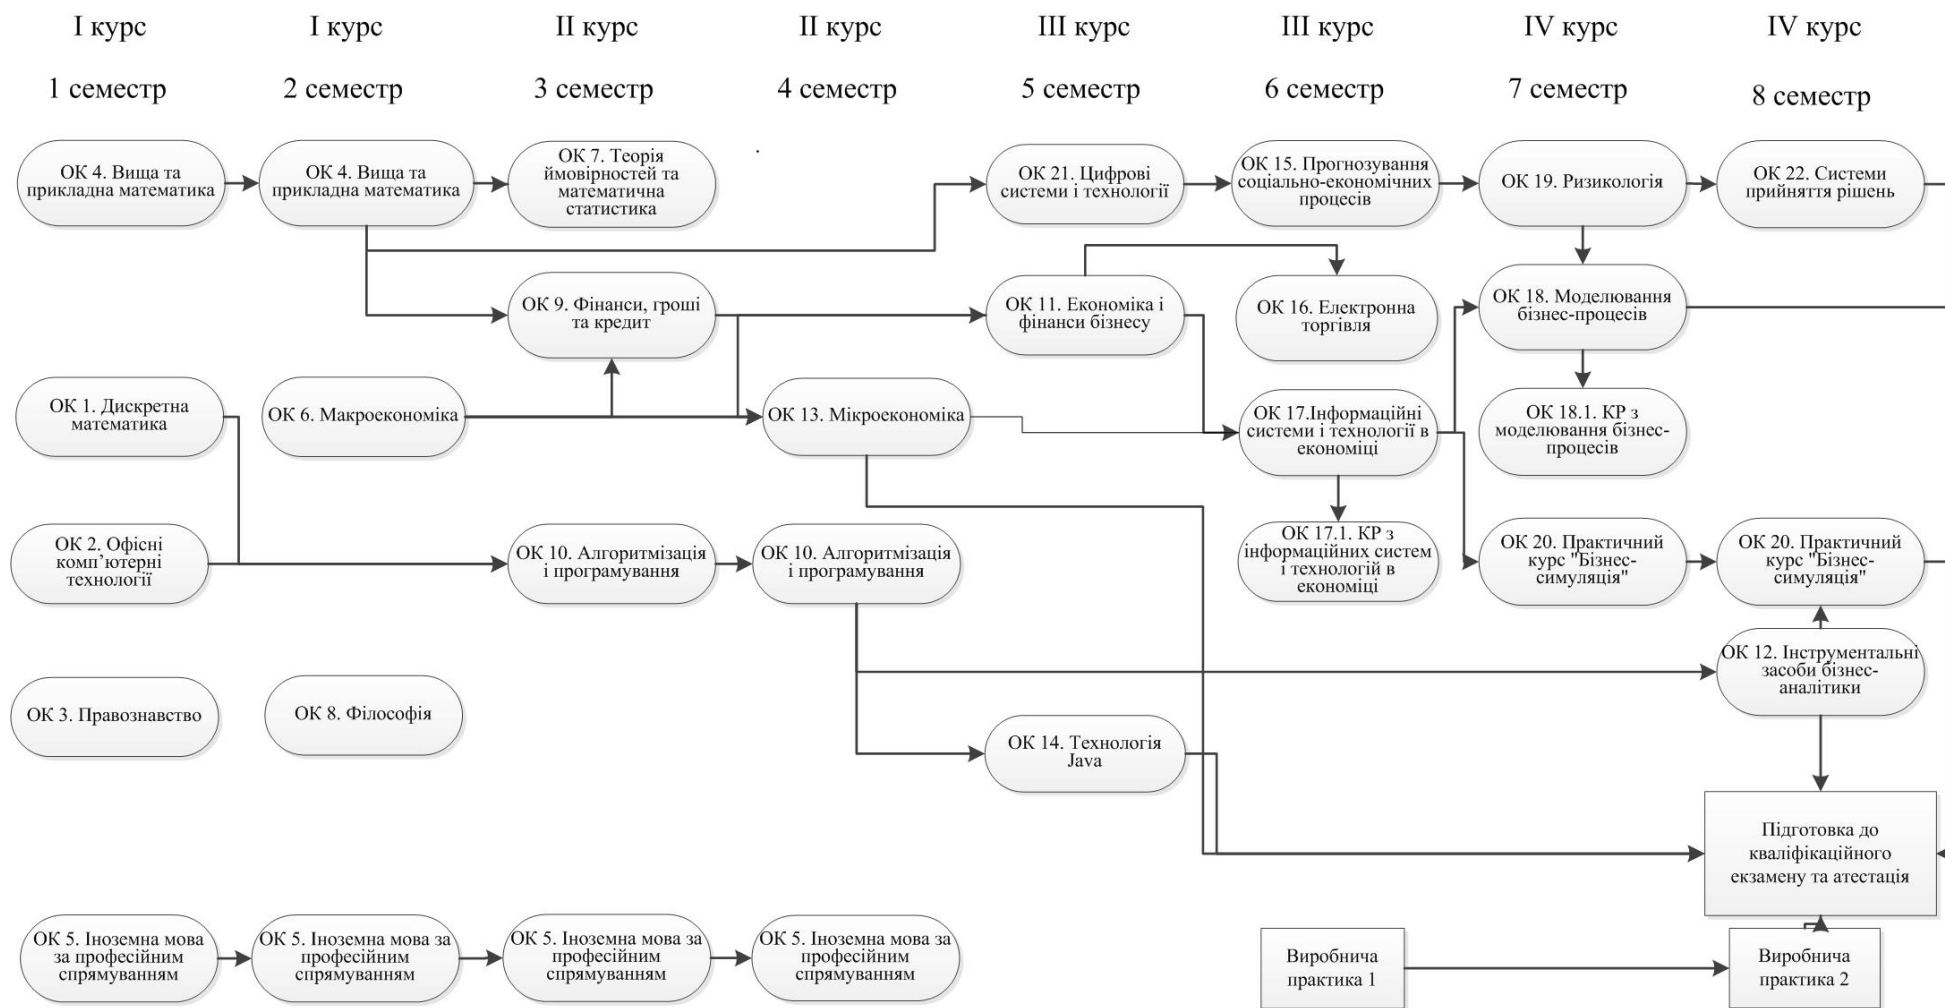 І курс
І курс
ІІ курс
ІІ курс
ІІІ курс
ІІІ курс
IV курс
IV курс
1 семестр
2 семестр
3 семестр
4 семестр
5 семестр
6 семестр
7 семестр
8 семестр
ОК 4. Вища та
прикладна математика
ОК 4. Вища та
прикладна математика
ОК 7. Теорія
ймовірностей та
математична
статистика
ОК 21. Цифрові
системи і технології
ОК 15. Прогнозування
соціально-економічних
процесів
ОК 19. Ризикологія
ОК 22. Системи
прийняття рішень
ОК 9. Фінанси, гроші
та кредит
ОК 11. Економіка і
фінанси бізнесу
ОК 16. Електронна
торгівля
ОК 18. Моделювання
бізнес-процесів
ОК 1. Дискретна
математика
ОК 6. Макроекономіка
ОК 13. Мікроекономіка
ОК 17.Інформаційні
системи і технології в
економіці
ОК 18.1. КР з
моделювання бізнес-
процесів
ОК 2. Офісні
комп’ютерні
технології
ОК 10. Алгоритмізація
і програмування
ОК 10. Алгоритмізація
і програмування
ОК 17.1. КР з
інформаційних систем
і технологій в
економіці
ОК 20. Практичний
курс "Бізнес-
симуляція"
ОК 20. Практичний
курс "Бізнес-
симуляція"
ОК 3. Правознавство
ОК 8. Філософія
ОК 12. Інструментальні
засоби бізнес-
аналітики
ОК 14. Технологія
Java
Підготовка до
кваліфікаційного
екзамену та атестація
ОК 5. Іноземна мова
за професійним
спрямуванням
ОК 5. Іноземна мова за
професійним
спрямуванням
ОК 5. Іноземна мова за
професійним
спрямуванням
ОК 5. Іноземна мова за
професійним
спрямуванням
Виробнича
практика 1
Виробнича
практика 2